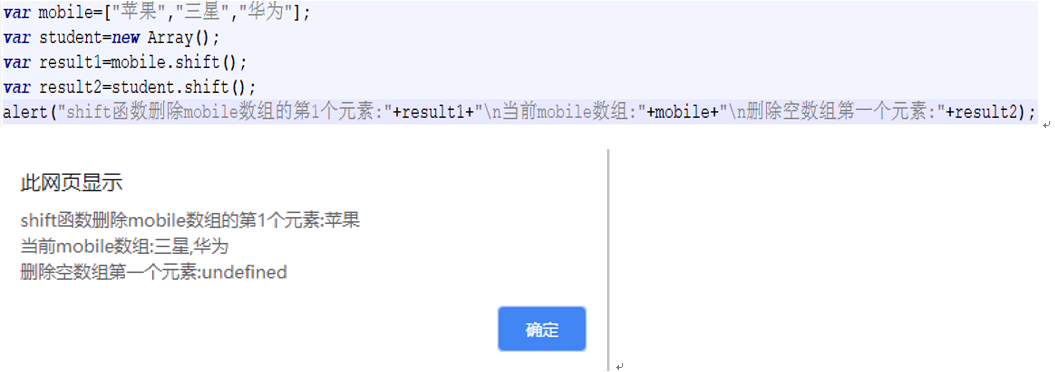 var mobile=["苹果","三星","华为"];
var student=new Array();
var result1=mobile.shift();
var result2=student.shift();
alert("shift函数删除mobile数组的第1个元素:"+result1+"\n当前mobile数组:"+mobile+"\n删除空数组第一个元素:"+result2);
此网页显示
shift函数删除mobile数组的第1个元素:苹果
当前mobile数组:三星,华为
删除空数组第一个元素:undefined
确定